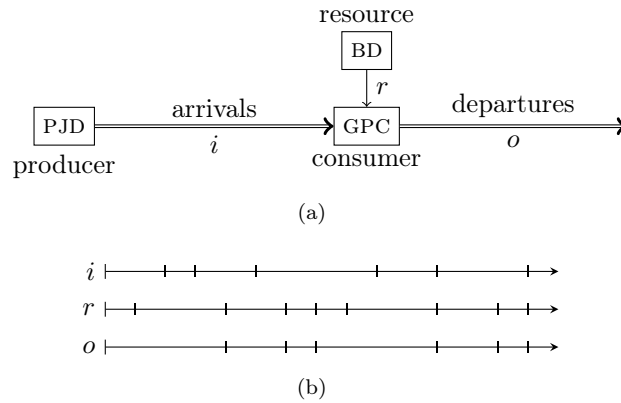 resource
BD
r
arrivals
departures
PJD
GPC
i
o
producer
consumer
(a)
i
r
o
(b)